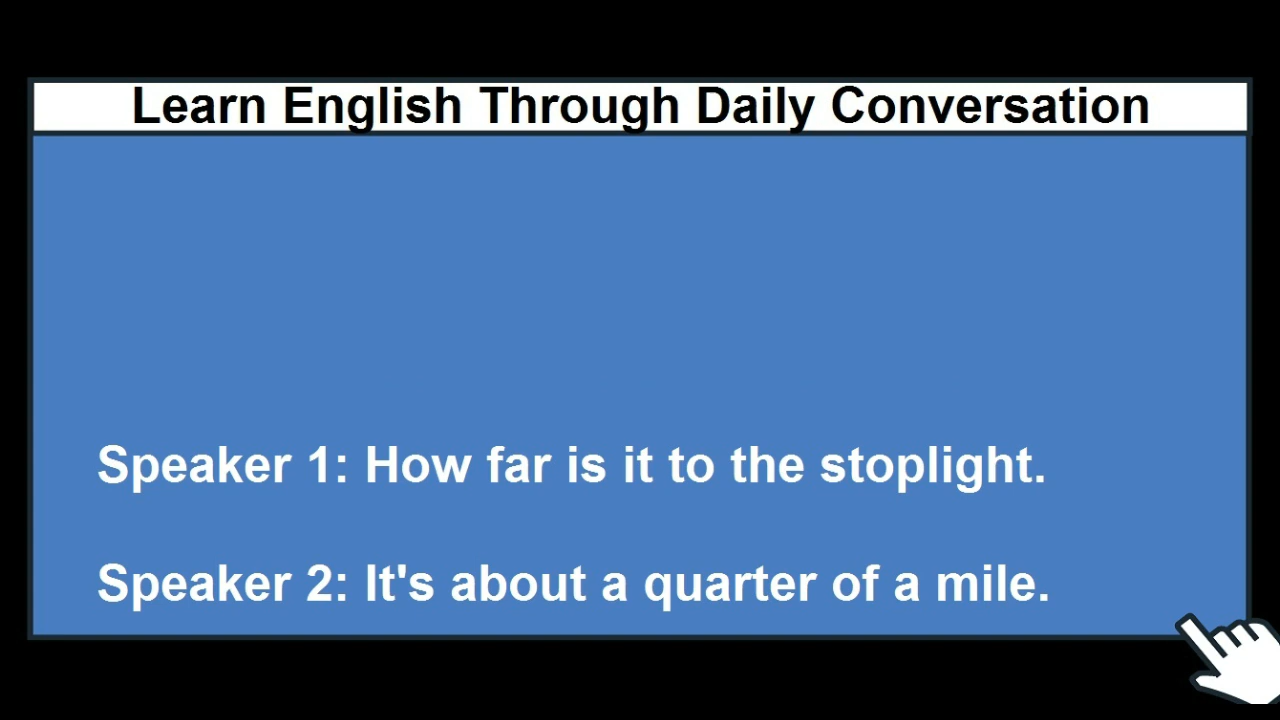 Learn English Through Daily Conversation
Speaker 1: How far is it to the stoplight.
Speaker 2: It's about a quarter of a mile.